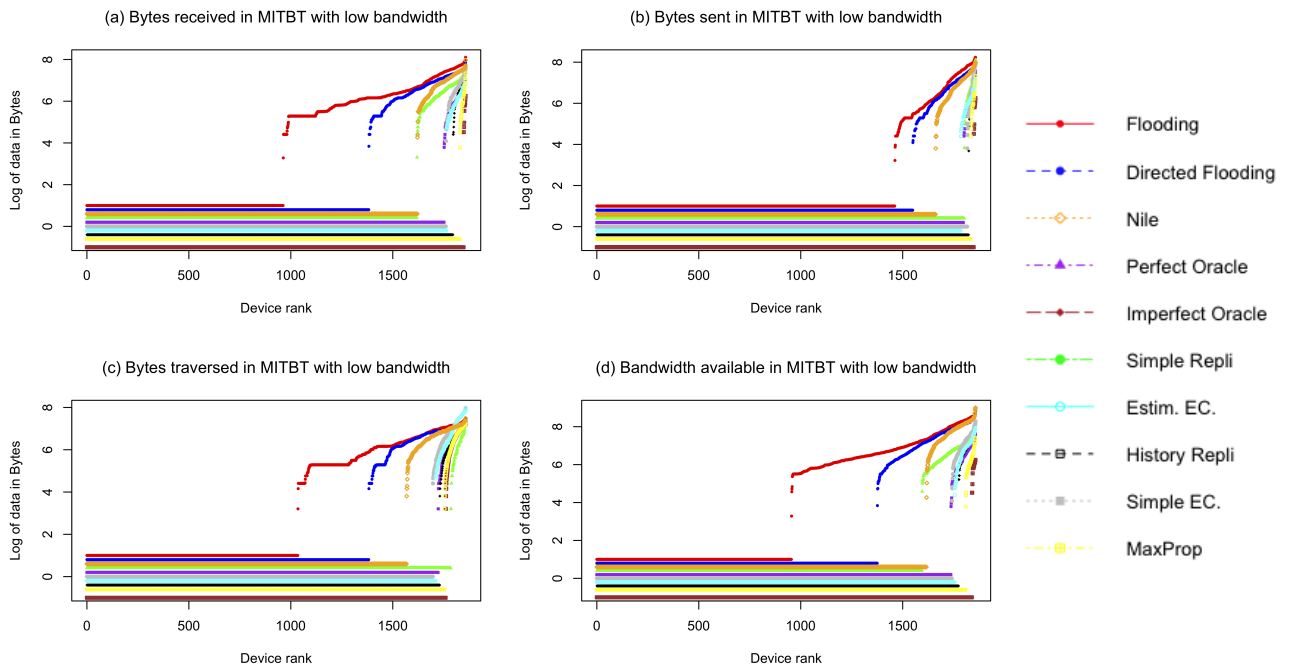 (a) Bytes received in MITBT with low bandwidth
Log of data in Bytes
8
6
4
2
0
0 500 1000 1500
Device rank
(b) Bytes sent in MITBT with low bandwidth
Log of data in Bytes
8
6
4
2
0
0 500 1000 1500
Device rank
Flooding
Directed Flooding
Nile
Perfect Oracle
Imperfect Oracle
Simple Repli
Estim. EC.
History Repli
Simple EC.
MaxProp
(c) Bytes traversed in MITBT with low bandwidth
Log of data in Bytes
8
6
4
2
0
0 500 1000 1500
Device rank
(d) Bandwidth available in MITBT with low bandwidth
Log of data in Bytes
8
6
4
2
0
0 500 1000 1500
Device rank